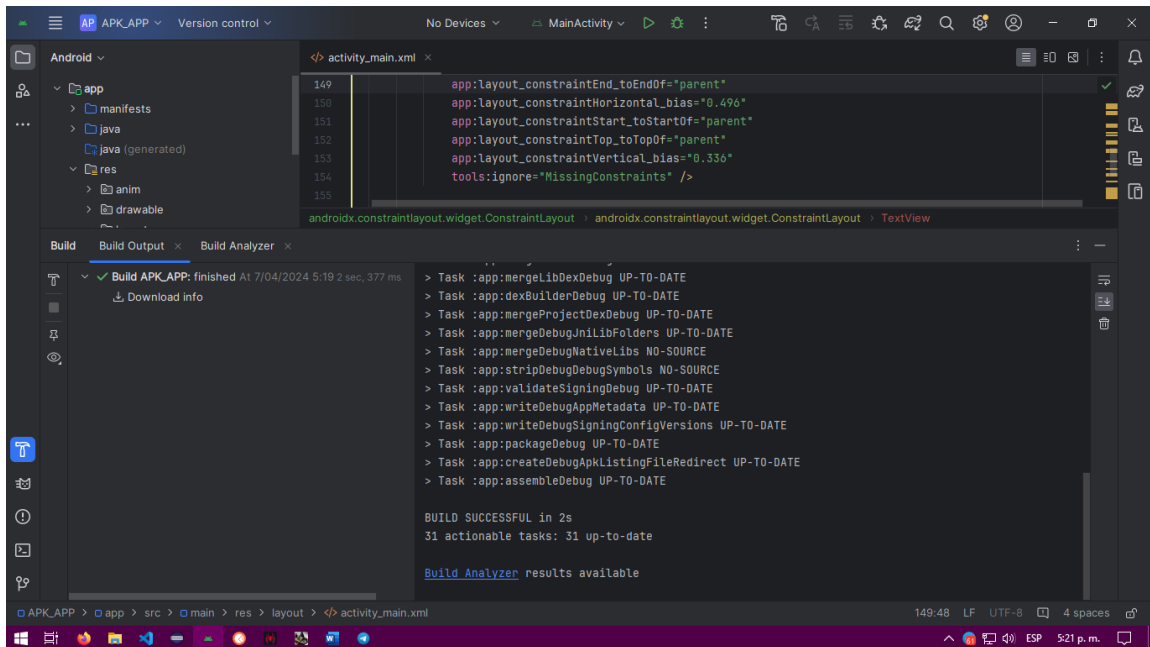 AP APK_APP Version control No Devices MainActivity
Android
activity_main.xml
app
manifests
java
java (generated)
res
anim
drawable
149 app:layout_constraintEnd_toEndOf="parent"
150 app:layout_constraintHorizontal_bias="0.496"
151 app:layout_constraintStart_toStartOf="parent"
152 app:layout_constraintTop_toTopOf="parent"
153 app:layout_constraintVertical_bias="0.336"
154 tools:ignore="MissingConstraints" />
155
androidx.constraintlayout.widget.ConstraintLayout > androidx.constraintlayout.widget.ConstraintLayout > TextView
Build Build Output Build Analyzer
Build APK_APP: finished At 7/04/2024 5:19 2 sec, 377 ms
Download info
> Task :app:mergeLibDexDebug UP-TO-DATE
> Task :app:dexBuilderDebug UP-TO-DATE
> Task :app:mergeProjectDexDebug UP-TO-DATE
> Task :app:mergeDebugJniLibFolders UP-TO-DATE
> Task :app:mergeDebugNativeLibs NO-SOURCE
> Task :app:stripDebugDebugSymbols NO-SOURCE
> Task :app:validateSigningDebug UP-TO-DATE
> Task :app:writeDebugAppMetadata UP-TO-DATE
> Task :app:writeDebugSigningConfigVersions UP-TO-DATE
> Task :app:packageDebug UP-TO-DATE
> Task :app:createDebugApkListingFileRedirect UP-TO-DATE
> Task :app:assembleDebug UP-TO-DATE
BUILD SUCCESSFUL in 2s
31 actionable tasks: 31 up-to-date
Build Analyzer results available
APK_APP > app > src > main > res > layout > activity_main.xml 149:48 LF UTF-8 4 spaces
61 ESP 5:21 p. m.